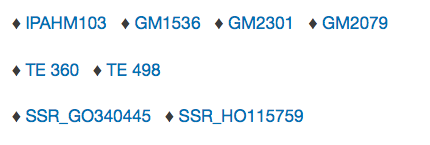 ♦ IPAHM103 ♦ GM1536 ♦ GM2301 ♦ GM2079
♦ TE 360 ♦ TE 498
♦ SSR_GO340445 ♦ SSR_HO115759